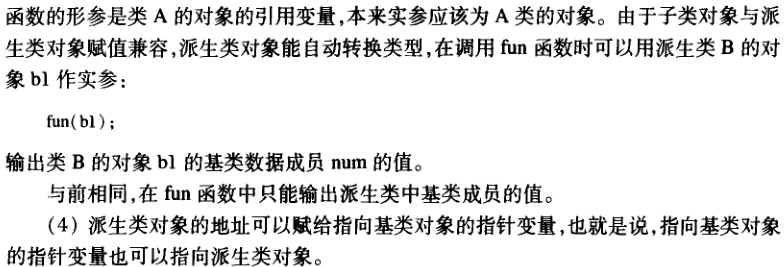 函数的形参是类 A 的对象的引用变量,本来实参应该为 A 类的对象。由于子类对象与派
生类对象赋值兼容,派生类对象能自动转换类型,在调用 fun 函数时可以用派生类 B 的对
象 b1 作实参:
fun(b1);
输出类 B 的对象 b1 的基类数据成员 num 的值。
与前相同,在 fun 函数中只能输出派生类中基类成员的值。
(4) 派生类对象的地址可以赋给指向基类对象的指针变量,也就是说,指向基类对象
的指针变量也可以指向派生类对象。